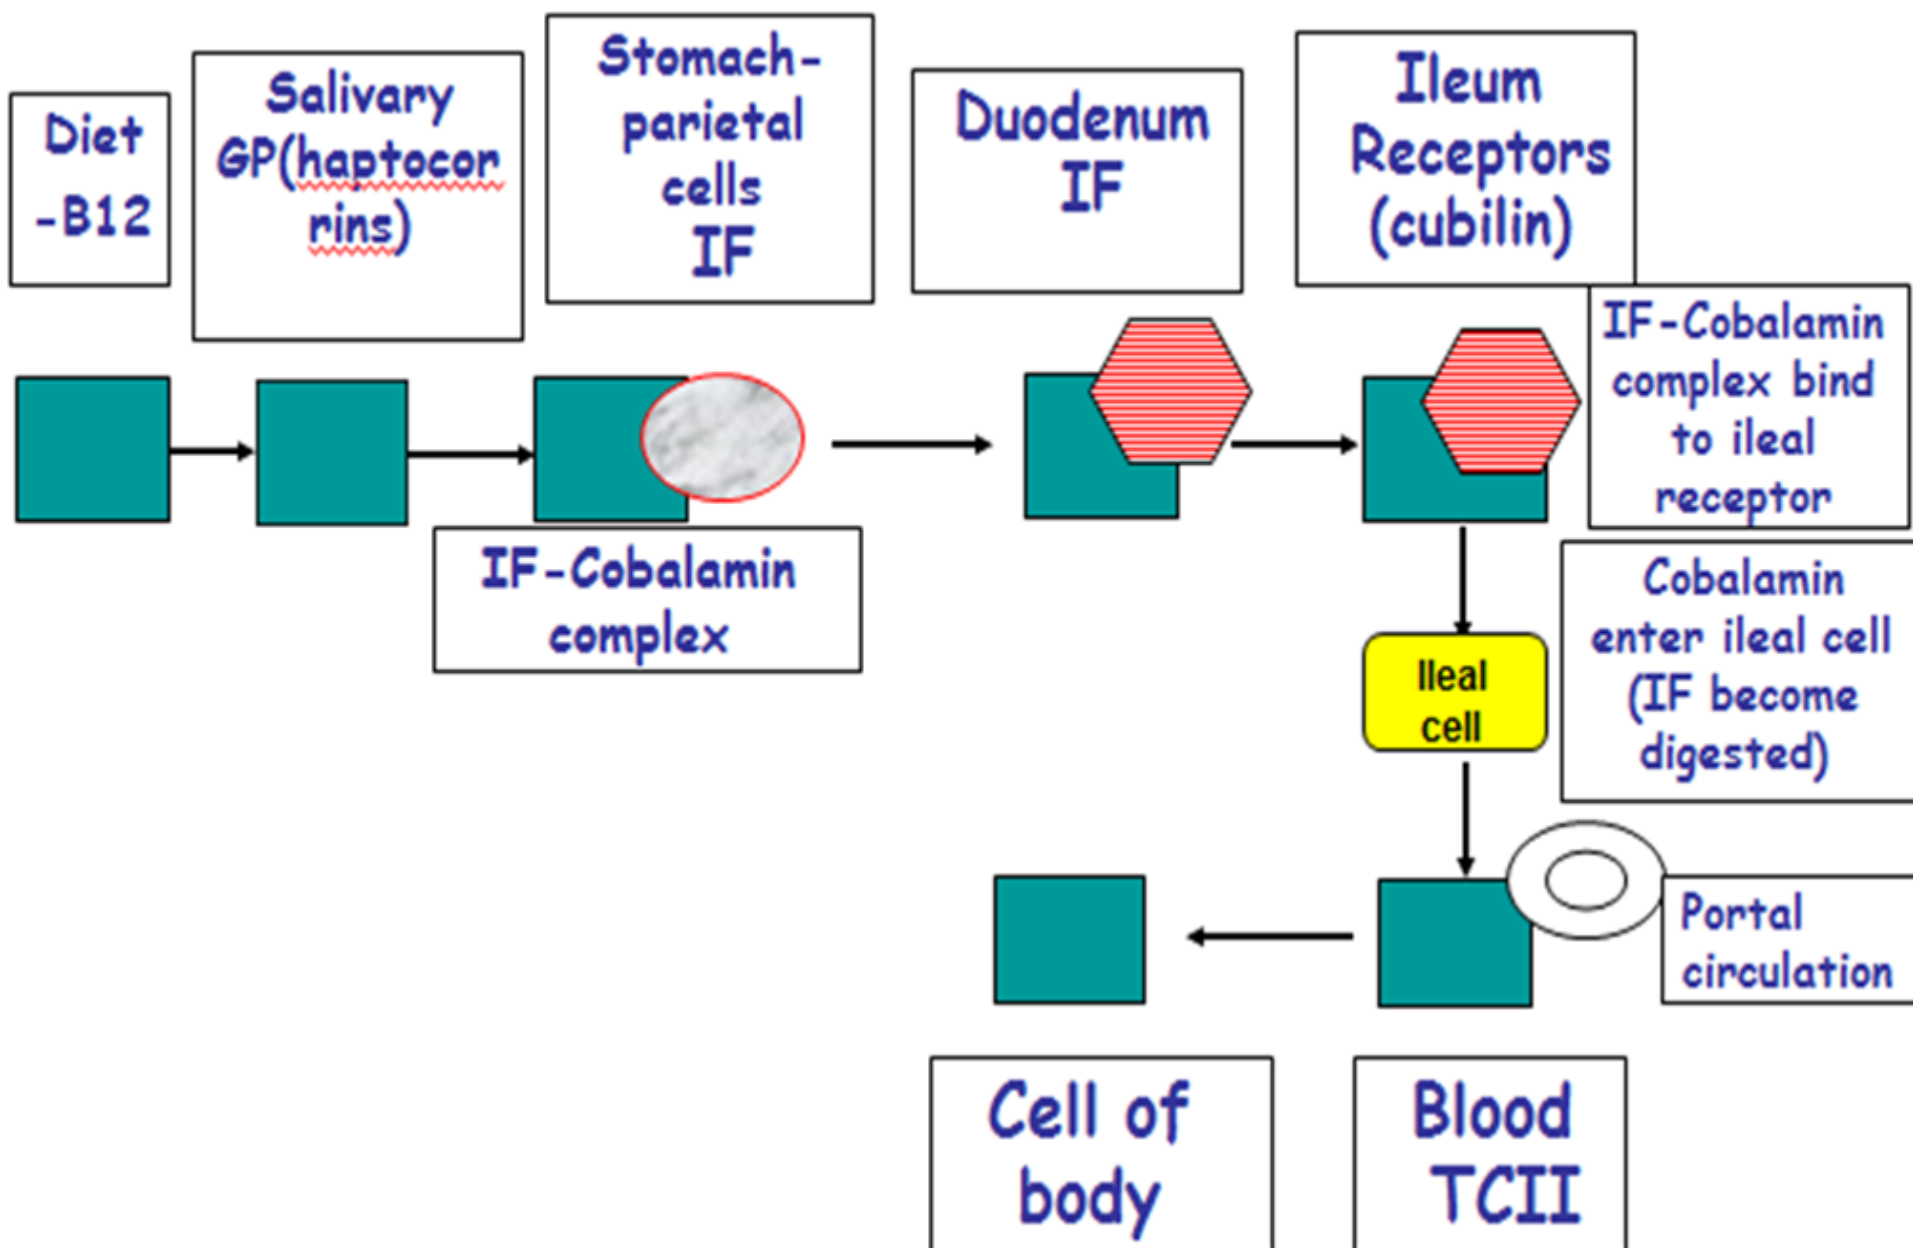 Diet
-B12
Salivary
GP(haptocor
rins)
Stomach-
parietal
cells
IF
Duodenum
IF
Ileum
Receptors
(cubilin)
IF-Cobalamin
complex bind
to ileal
receptor
IF-Cobalamin
complex
Cobalamin
enter ileal cell
(IF become
digested)
Ileal
cell
Portal
circulation
Cell of
body
Blood
TCII